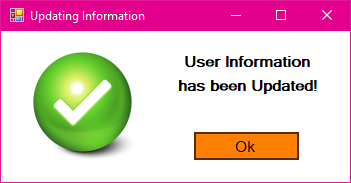 Updating Information
User Information
has been Updated!
Ok